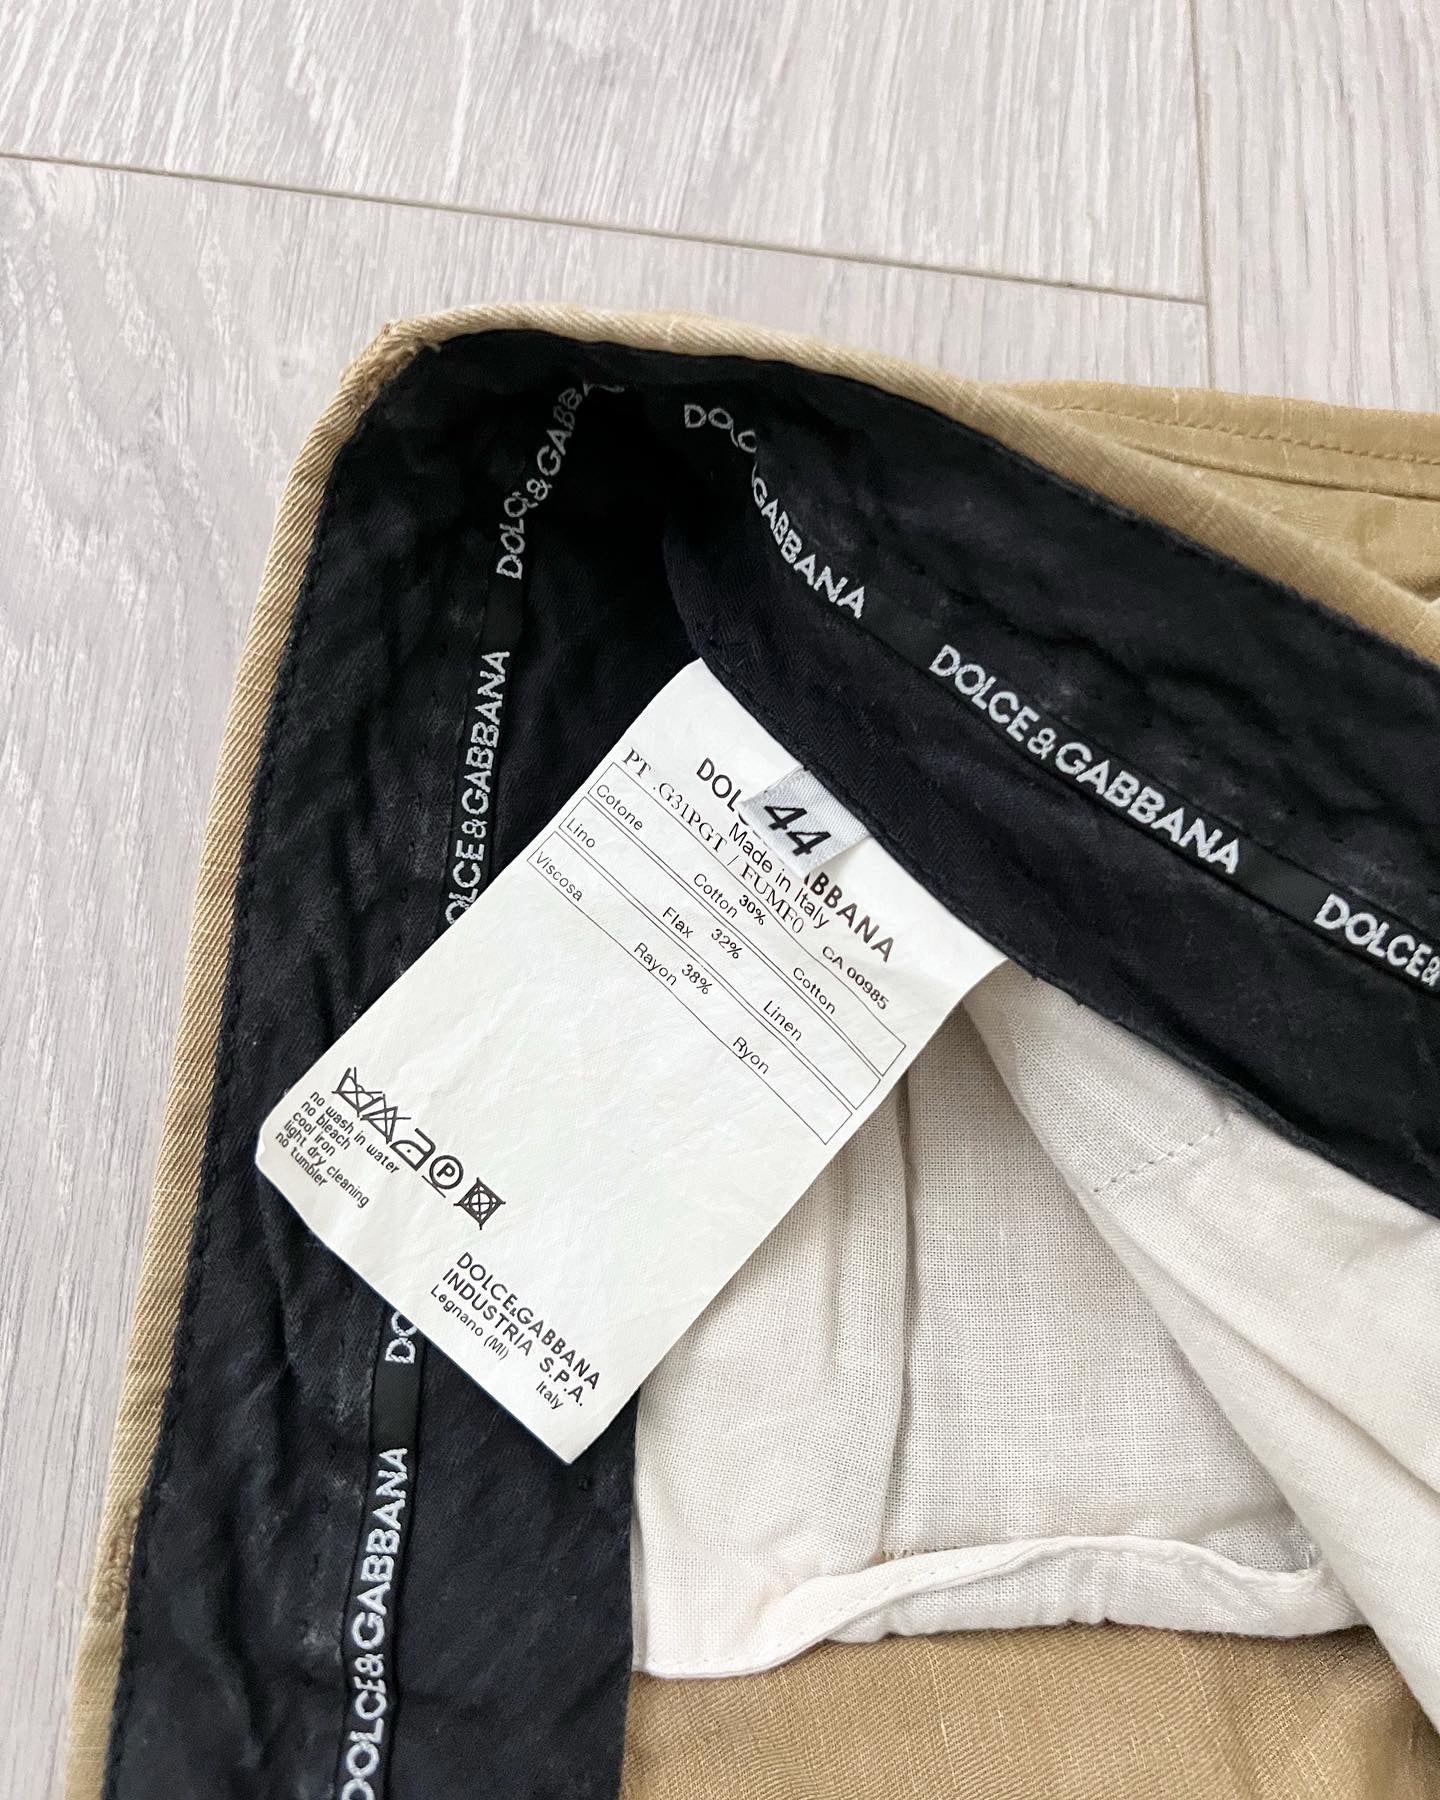 DOLCE&GABBANA
DOLCE&GABBANA
DOLCE&GABBANA
DOLCE&GABBANA
DOLCE&
DOLCE&GABBANA
44
Made in Italy
PT .G31PGT / FUMF0 CA 00985
Cotone Cotton 30% Cotton
Lino Flax 32% Linen
Viscosa Rayon 38% Ryon
P
no wash in water
no bleach
cool iron
light dry cleaning
no tumbler
DOLCE&GABBANA
INDUSTRIA S.P.A.
Legnano (MI)
Italy
DO
DOLCE&GABBANA